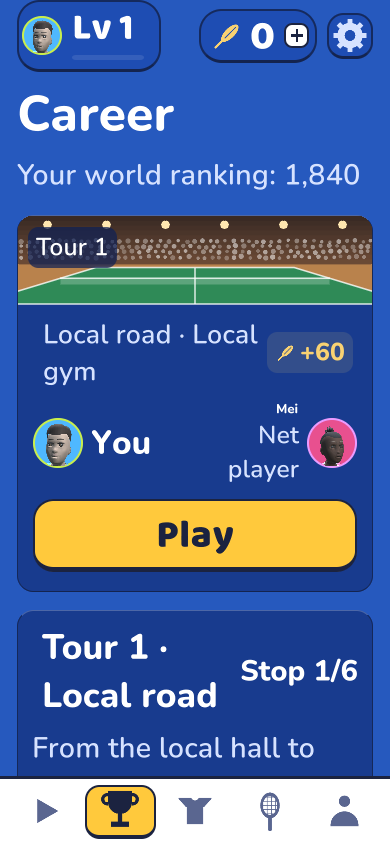 Lv 1
0
Career
Your world ranking: 1,840
Tour 1
Local road · Local
gym
+60
You
Mei
Net
player
Play
Tour 1 ·
Local road
Stop 1/6
From the local hall to